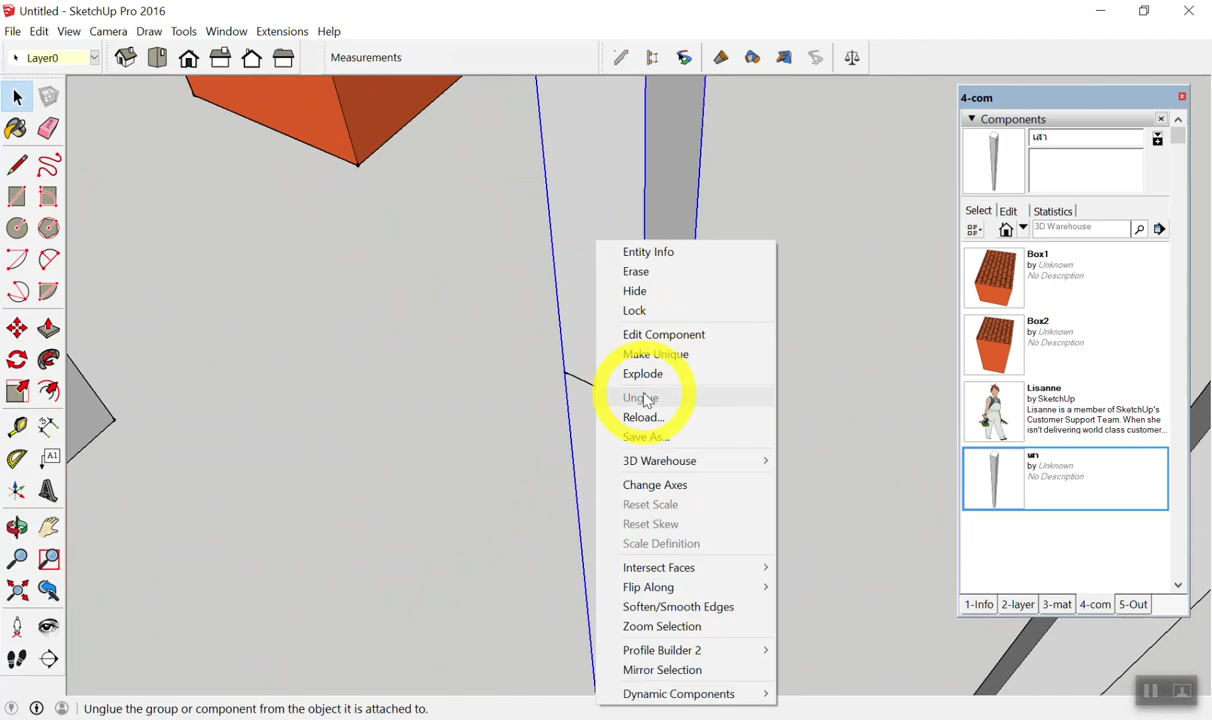 Untitled - SketchUp Pro 2016
File Edit View Camera Draw Tools Window Extensions Help
Layer0
Measurements
4-com
Components
เสา
Select Edit Statistics
3D Warehouse
Box1
by Unknown
No Description
Box2
by Unknown
No Description
Lisanne
by SketchUp
Lisanne is a member of SketchUp's
Customer Support Team. When she
isn't delivering world class customer...
เสา
by Unknown
No Description
1-Info 2-layer 3-mat 4-com 5-Out
Entity Info
Erase
Hide
Lock
Edit Component
Make Unique
Explode
Unglue
Reload...
Save As...
3D Warehouse
Change Axes
Reset Scale
Reset Skew
Scale Definition
Intersect Faces
Flip Along
Soften/Smooth Edges
Zoom Selection
Profile Builder 2
Mirror Selection
Dynamic Components
A1
Unglue the group or component from the object it is attached to.